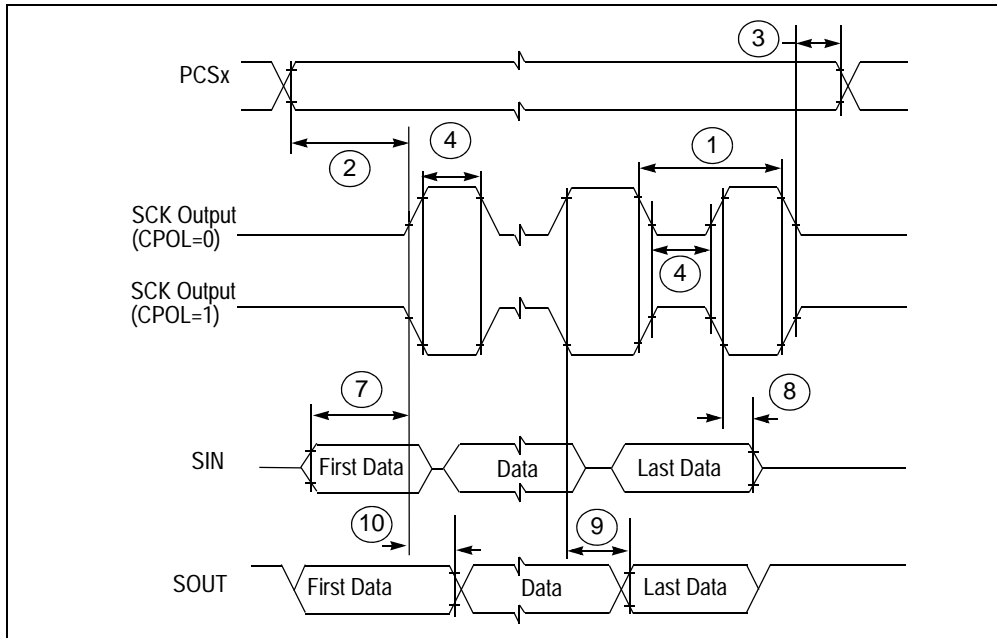 3
PCSx
2
4
1
SCK Output
(CPOL=0)
4
SCK Output
(CPOL=1)
7
8
SIN
First Data
Data
Last Data
10
9
SOUT
First Data
Data
Last Data